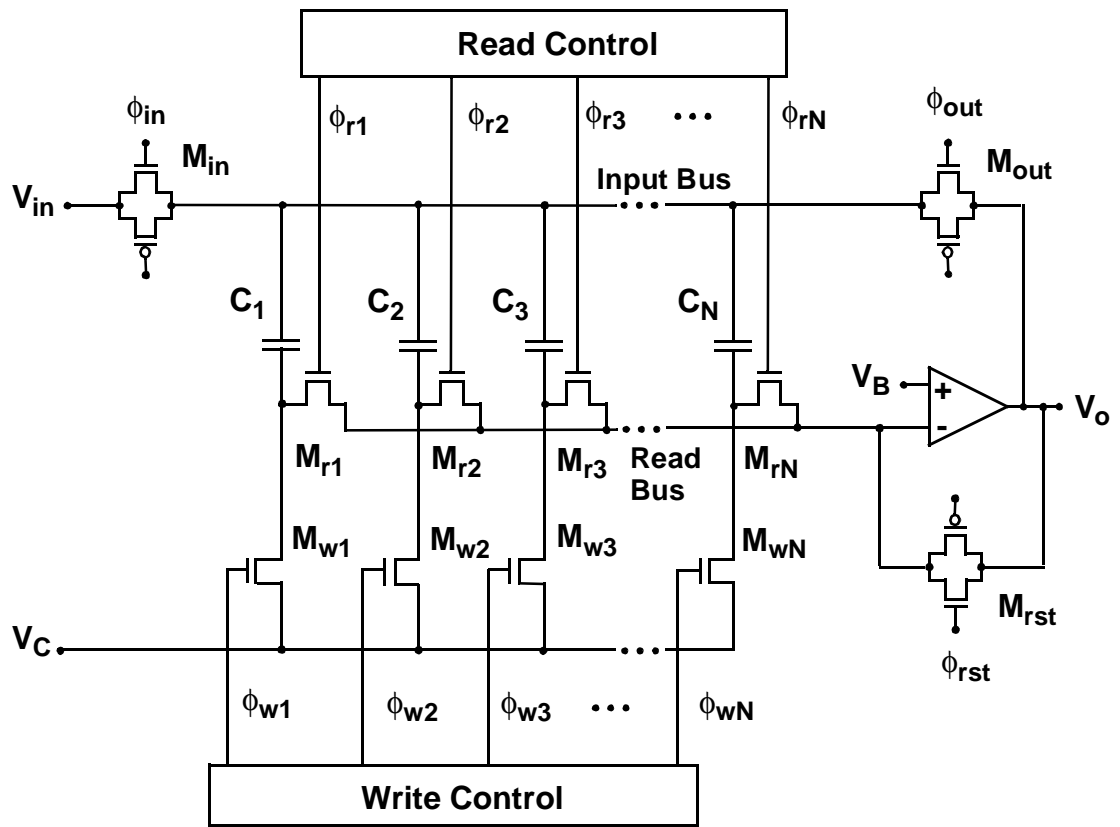 Read Control
ϕin ϕr1 ϕr2 ϕr3 • • • ϕrN ϕout
Min Mout
Vin Input Bus
C1 C2 C3 CN
VB + Vo
-
Mr1 Mr2 Mr3 Read Bus MrN
Mw1 Mw2 Mw3 MwN
Mrst
VC
ϕrst
ϕw1 ϕw2 ϕw3 • • • ϕwN
Write Control